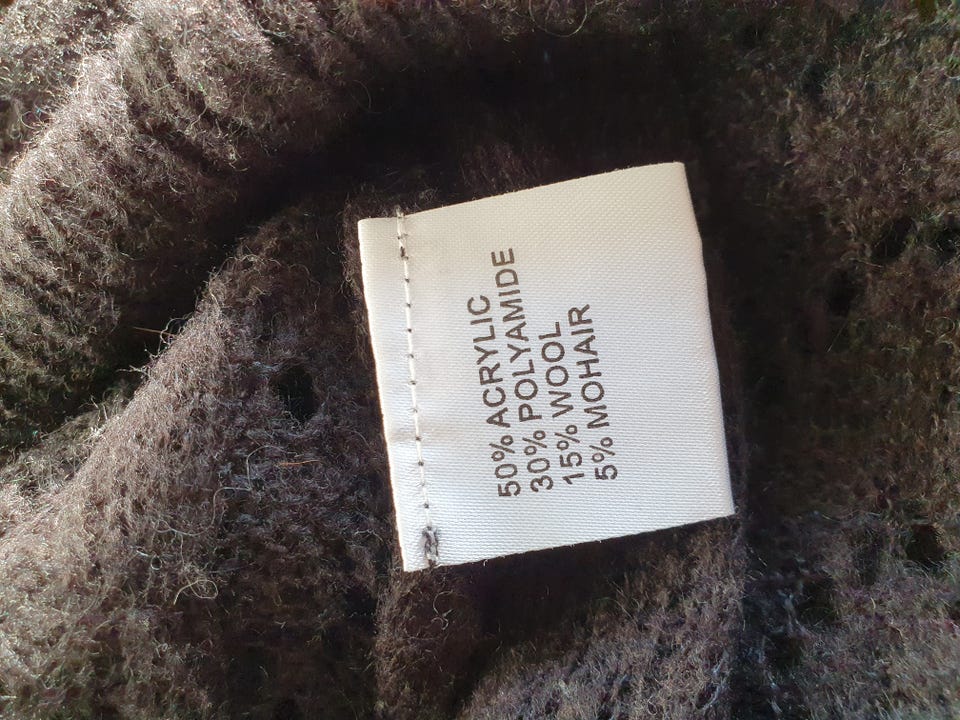 50% ACRYLIC
30% POLYAMIDE
15% WOOL
5% MOHAIR